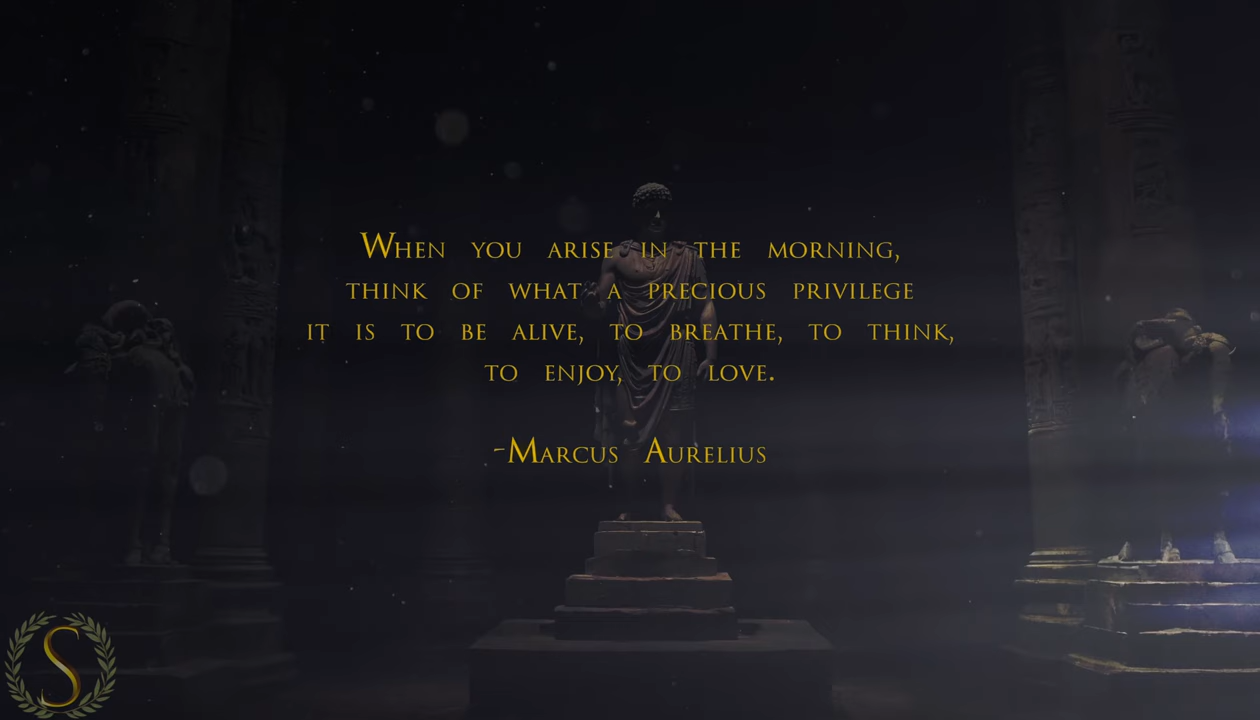 When you arise in the morning,
think of what a precious privilege
it is to be alive, to breathe, to think,
to enjoy, to love.
-Marcus Aurelius
S